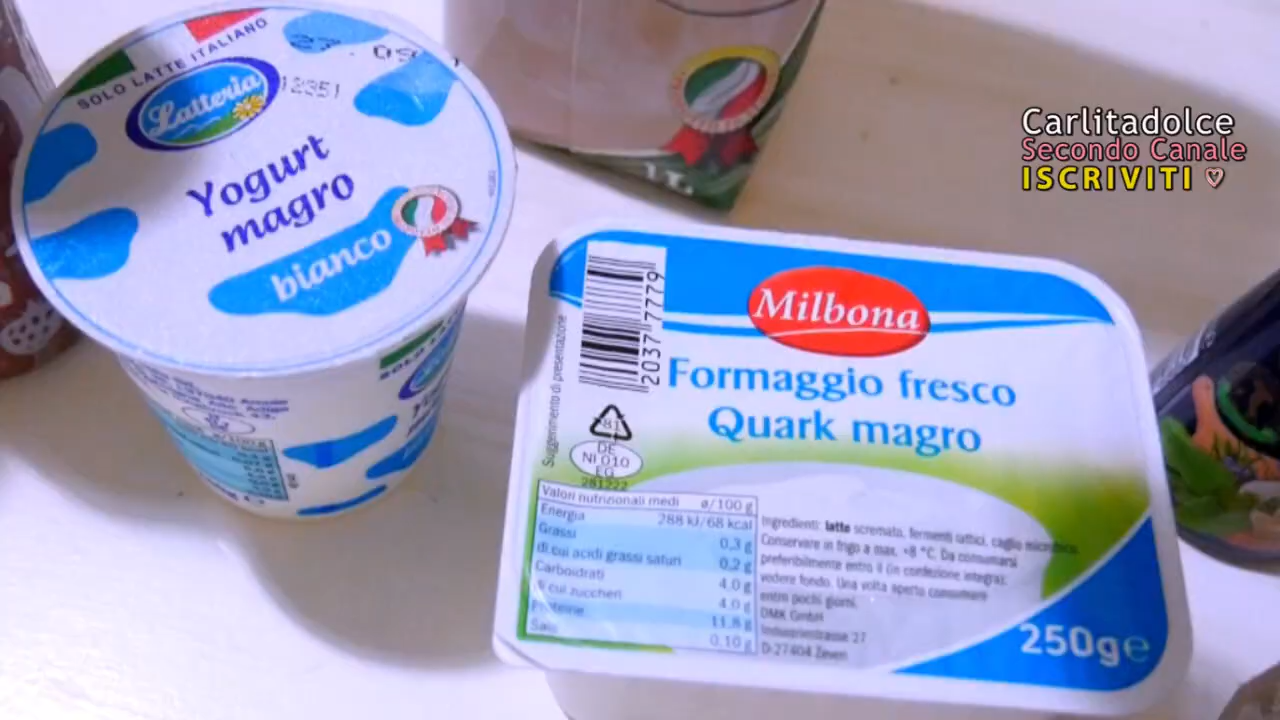 SOLO LATTE ITALIANO
Latteria
12351
Yogurt
magro
bianco
1L
Carlitadolce
Secondo Canale
ISCRIVITI
Milbona
Formaggio fresco
Quark magro
2037 7779
Suggerimento di presentazione
81
DE
NI 010
EG
Valori nutrizionali medi ø/100 g
Energia 288 kJ/68 kcal
Grassi 0,3 g
di cui acidi grassi saturi 0,2 g
Carboidrati 4.0 g
di cui zuccheri 4.0 g
Proteine 11.8 g
Sale 0.10 g
Ingredienti: latte scremato, fermenti lattici, caglio microbico.
Conservare in frigo a max. +8 °C. Da consumarsi
preferibilmente entro il (in confezione integra):
vedere fondo. Una volta aperto consumare
entro pochi giorni.
DMK GmbH
Industriestrasse 27
D-27404 Zeven
250g e